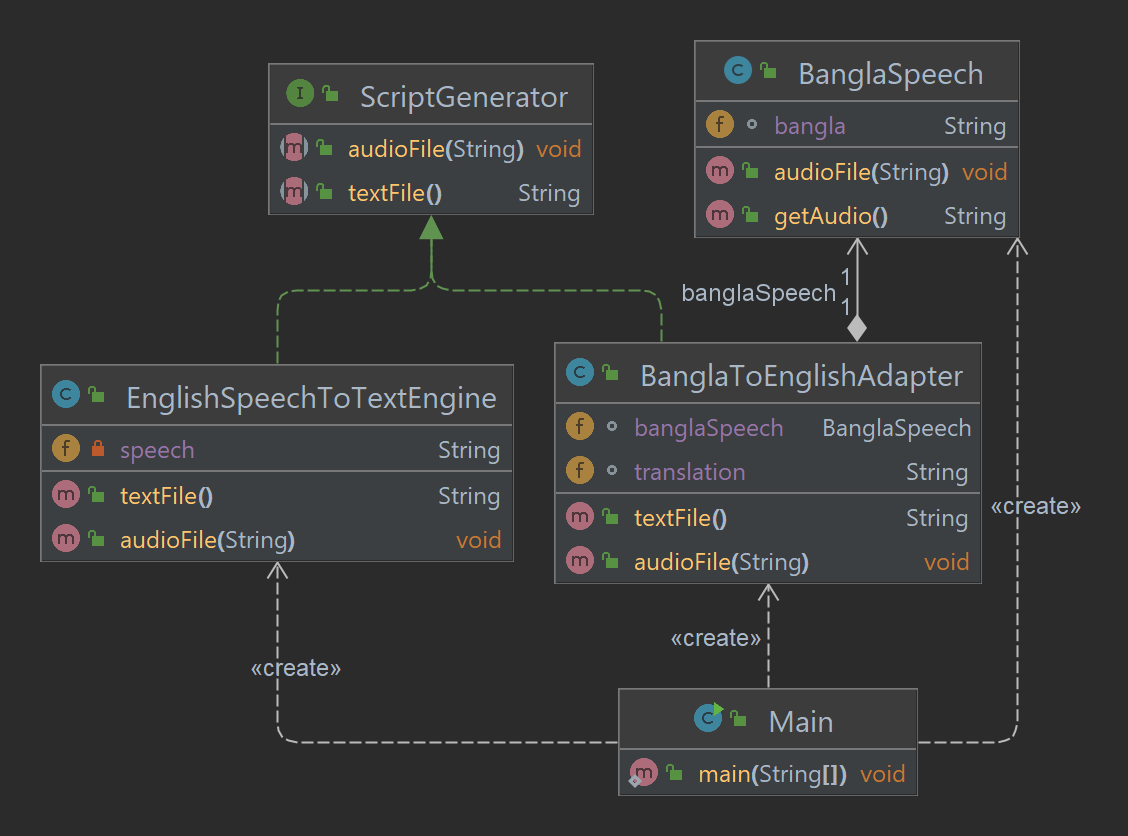 ScriptGenerator
audioFile(String) void
textFile() String
BanglaSpeech
bangla String
audioFile(String) void
getAudio() String
banglaSpeech
1
1
EnglishSpeechToTextEngine
speech String
textFile() String
audioFile(String) void
BanglaToEnglishAdapter
banglaSpeech BanglaSpeech
translation String
textFile() String
audioFile(String) void
«create»
«create»
«create»
Main
main(String[]) void